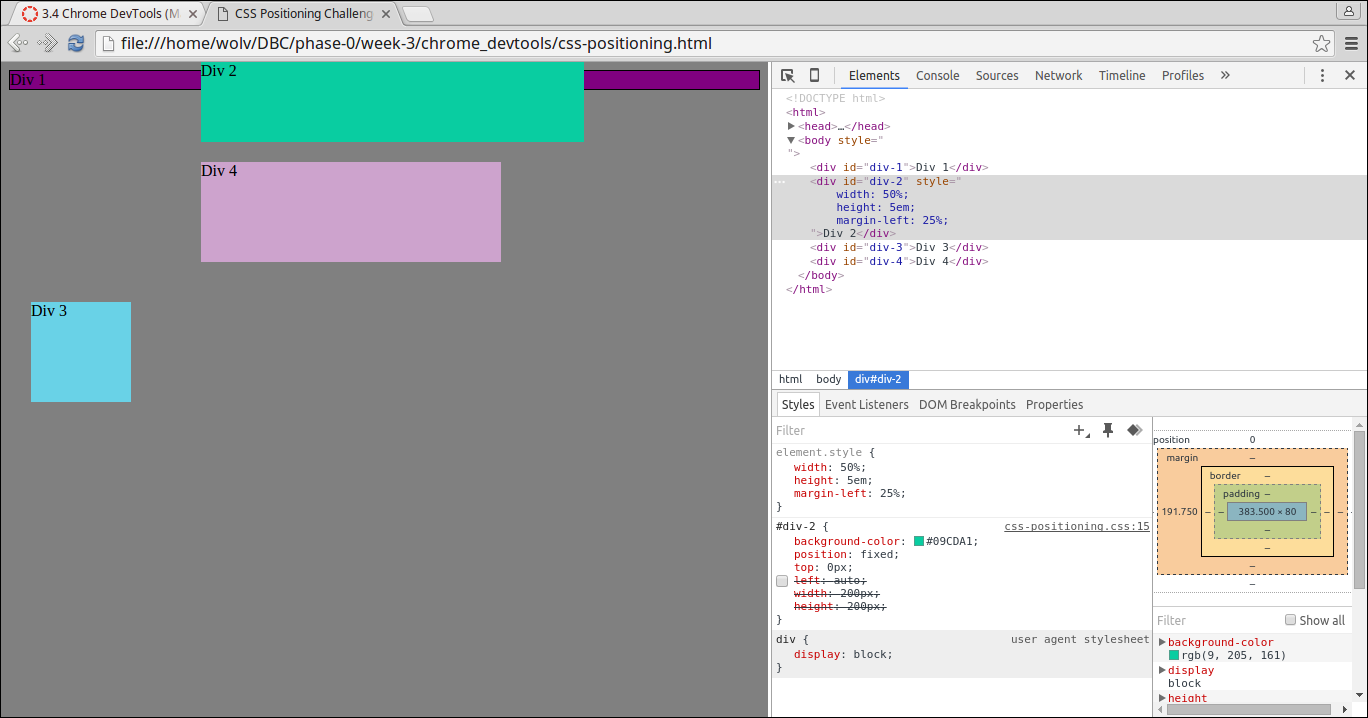 3.4 Chrome DevTools (M
CSS Positioning Challeng
file:///home/wolv/DBC/phase-0/week-3/chrome_devtools/css-positioning.html
Div 1
Div 2
Div 4
Div 3
Elements Console Sources Network Timeline Profiles »
<!DOCTYPE html>
<html>
<head>…</head>
<body style="
">
<div id="div-1">Div 1</div>
… <div id="div-2" style="
width: 50%;
height: 5em;
margin-left: 25%;
">Div 2</div>
<div id="div-3">Div 3</div>
<div id="div-4">Div 4</div>
</body>
</html>
html body div#div-2
Styles Event Listeners DOM Breakpoints Properties
Filter
element.style {
width: 50%;
height: 5em;
margin-left: 25%;
}
#div-2 { css-positioning.css:15
background-color: #09CDA1;
position: fixed;
top: 0px;
left: auto;
width: 200px;
height: 200px;
}
div { user agent stylesheet
display: block;
}
position 0
margin –
border –
padding –
191.750 – – 383.500 × 80 – – –
–
–
–
–
Filter Show all
background-color
rgb(9, 205, 161)
display
block
height